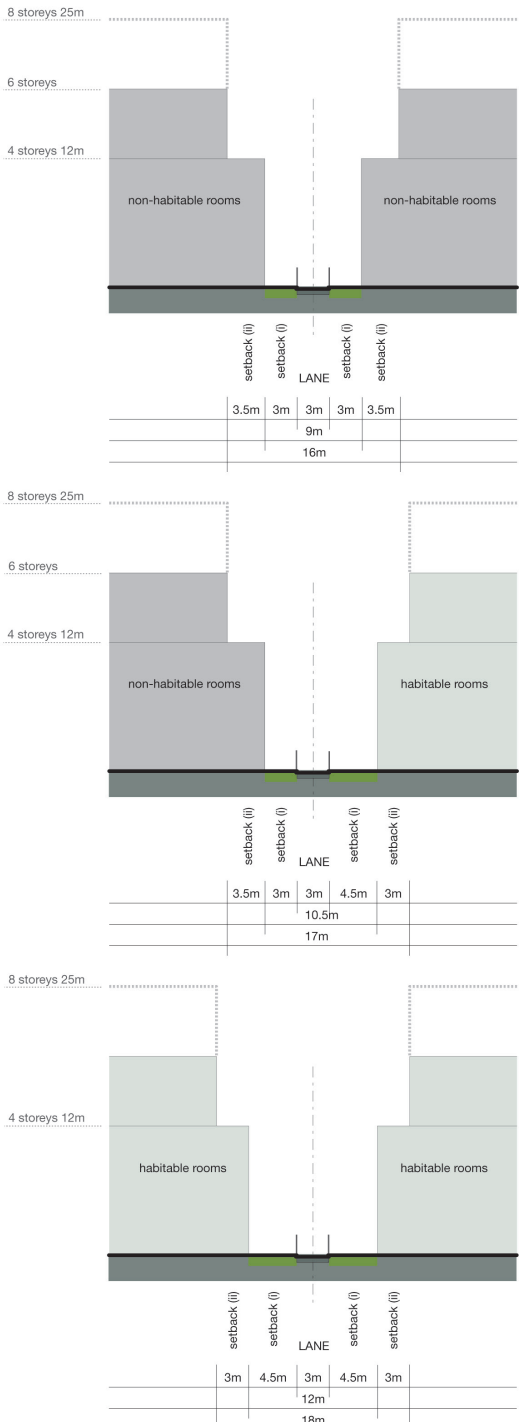 8 storeys 25m
6 storeys
4 storeys 12m
non-habitable rooms non-habitable rooms
setback (ii) setback (i) setback (i) setback (ii)
LANE
3.5m 3m 3m 3m 3.5m
9m
16m
8 storeys 25m
6 storeys
4 storeys 12m
non-habitable rooms habitable rooms
setback (ii) setback (i) setback (i) setback (ii)
LANE
3.5m 3m 3m 4.5m 3m
10.5m
17m
8 storeys 25m
4 storeys 12m
habitable rooms habitable rooms
setback (ii) setback (i) setback (i) setback (ii)
LANE
3m 4.5m 3m 4.5m 3m
12m
18m